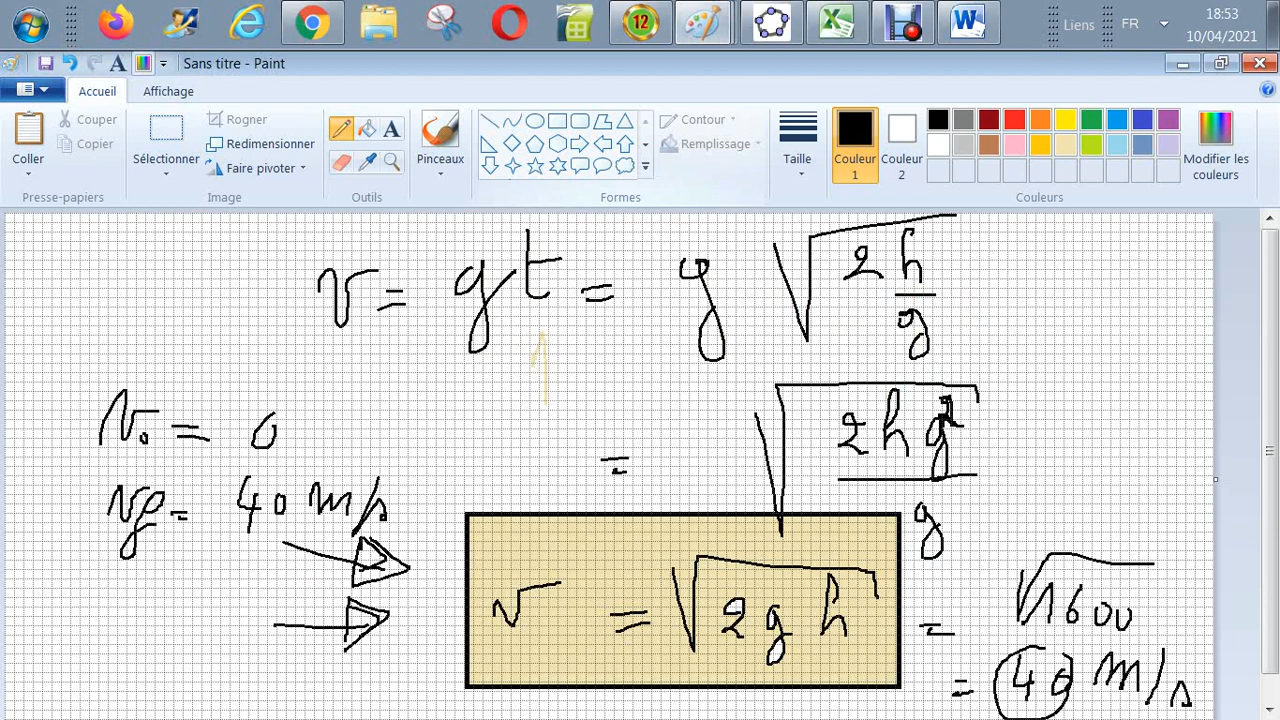 12
Liens
FR
18:53
10/04/2021
Sans titre - Paint
Accueil
Affichage
Coller
Couper
Copier
Presse-papiers
Sélectionner
Rogner
Redimensionner
Faire pivoter
Image
A
Outils
Pinceaux
Contour
Remplissage
Formes
Taille
Couleur 1
Couleur 2
Modifier les couleurs
Couleurs
v = gt = g √(2h/g)
v₀ = 0
= √(2hg²/g)
vf = 40 m/s
v = √2gh = √1600
= 40 m/s